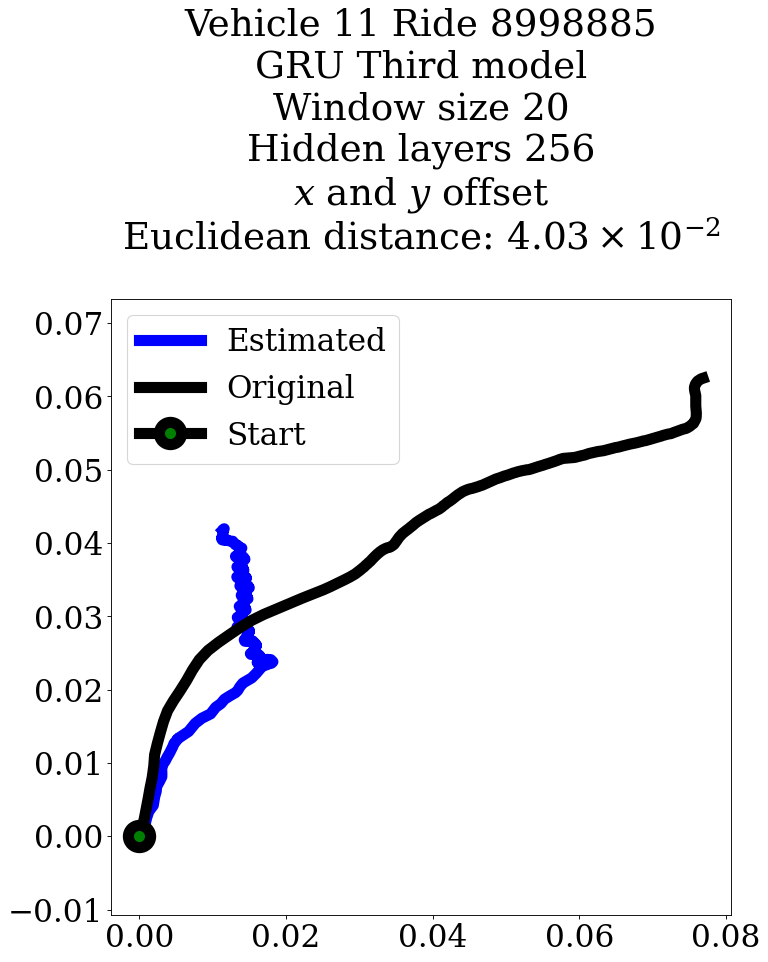 Vehicle 11 Ride 8998885
GRU Third model
Window size 20
Hidden layers 256
x and y offset
Euclidean distance: 4.03 × 10⁻²
Estimated
Original
Start
0.07
0.06
0.05
0.04
0.03
0.02
0.01
0.00
−0.01
0.00 0.02 0.04 0.06 0.08